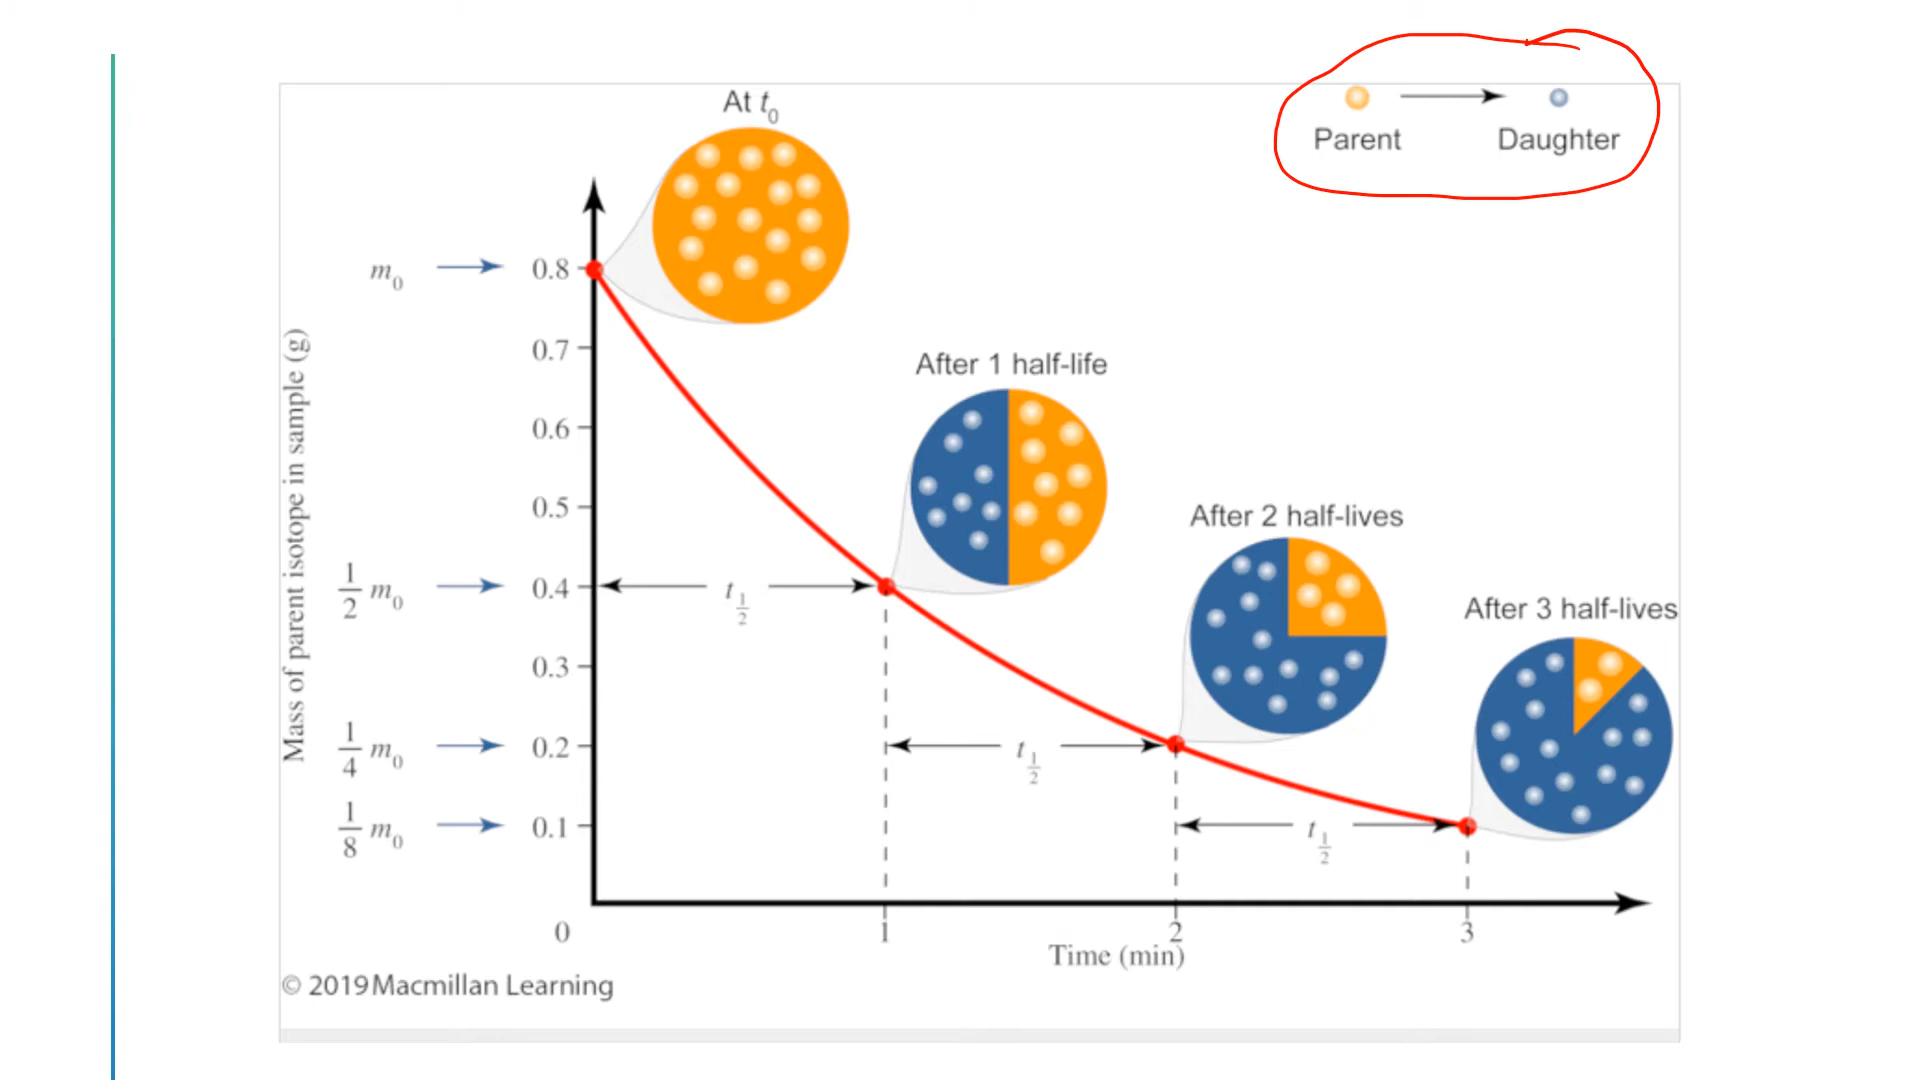 At t0
Parent
Daughter
m0
0.8
0.7
After 1 half-life
0.6
0.5
After 2 half-lives
1/2 m0
0.4
t 1/2
After 3 half-lives
0.3
1/4 m0
0.2
t 1/2
1/8 m0
0.1
t 1/2
Mass of parent isotope in sample (g)
0
1
2
3
Time (min)
© 2019 Macmillan Learning